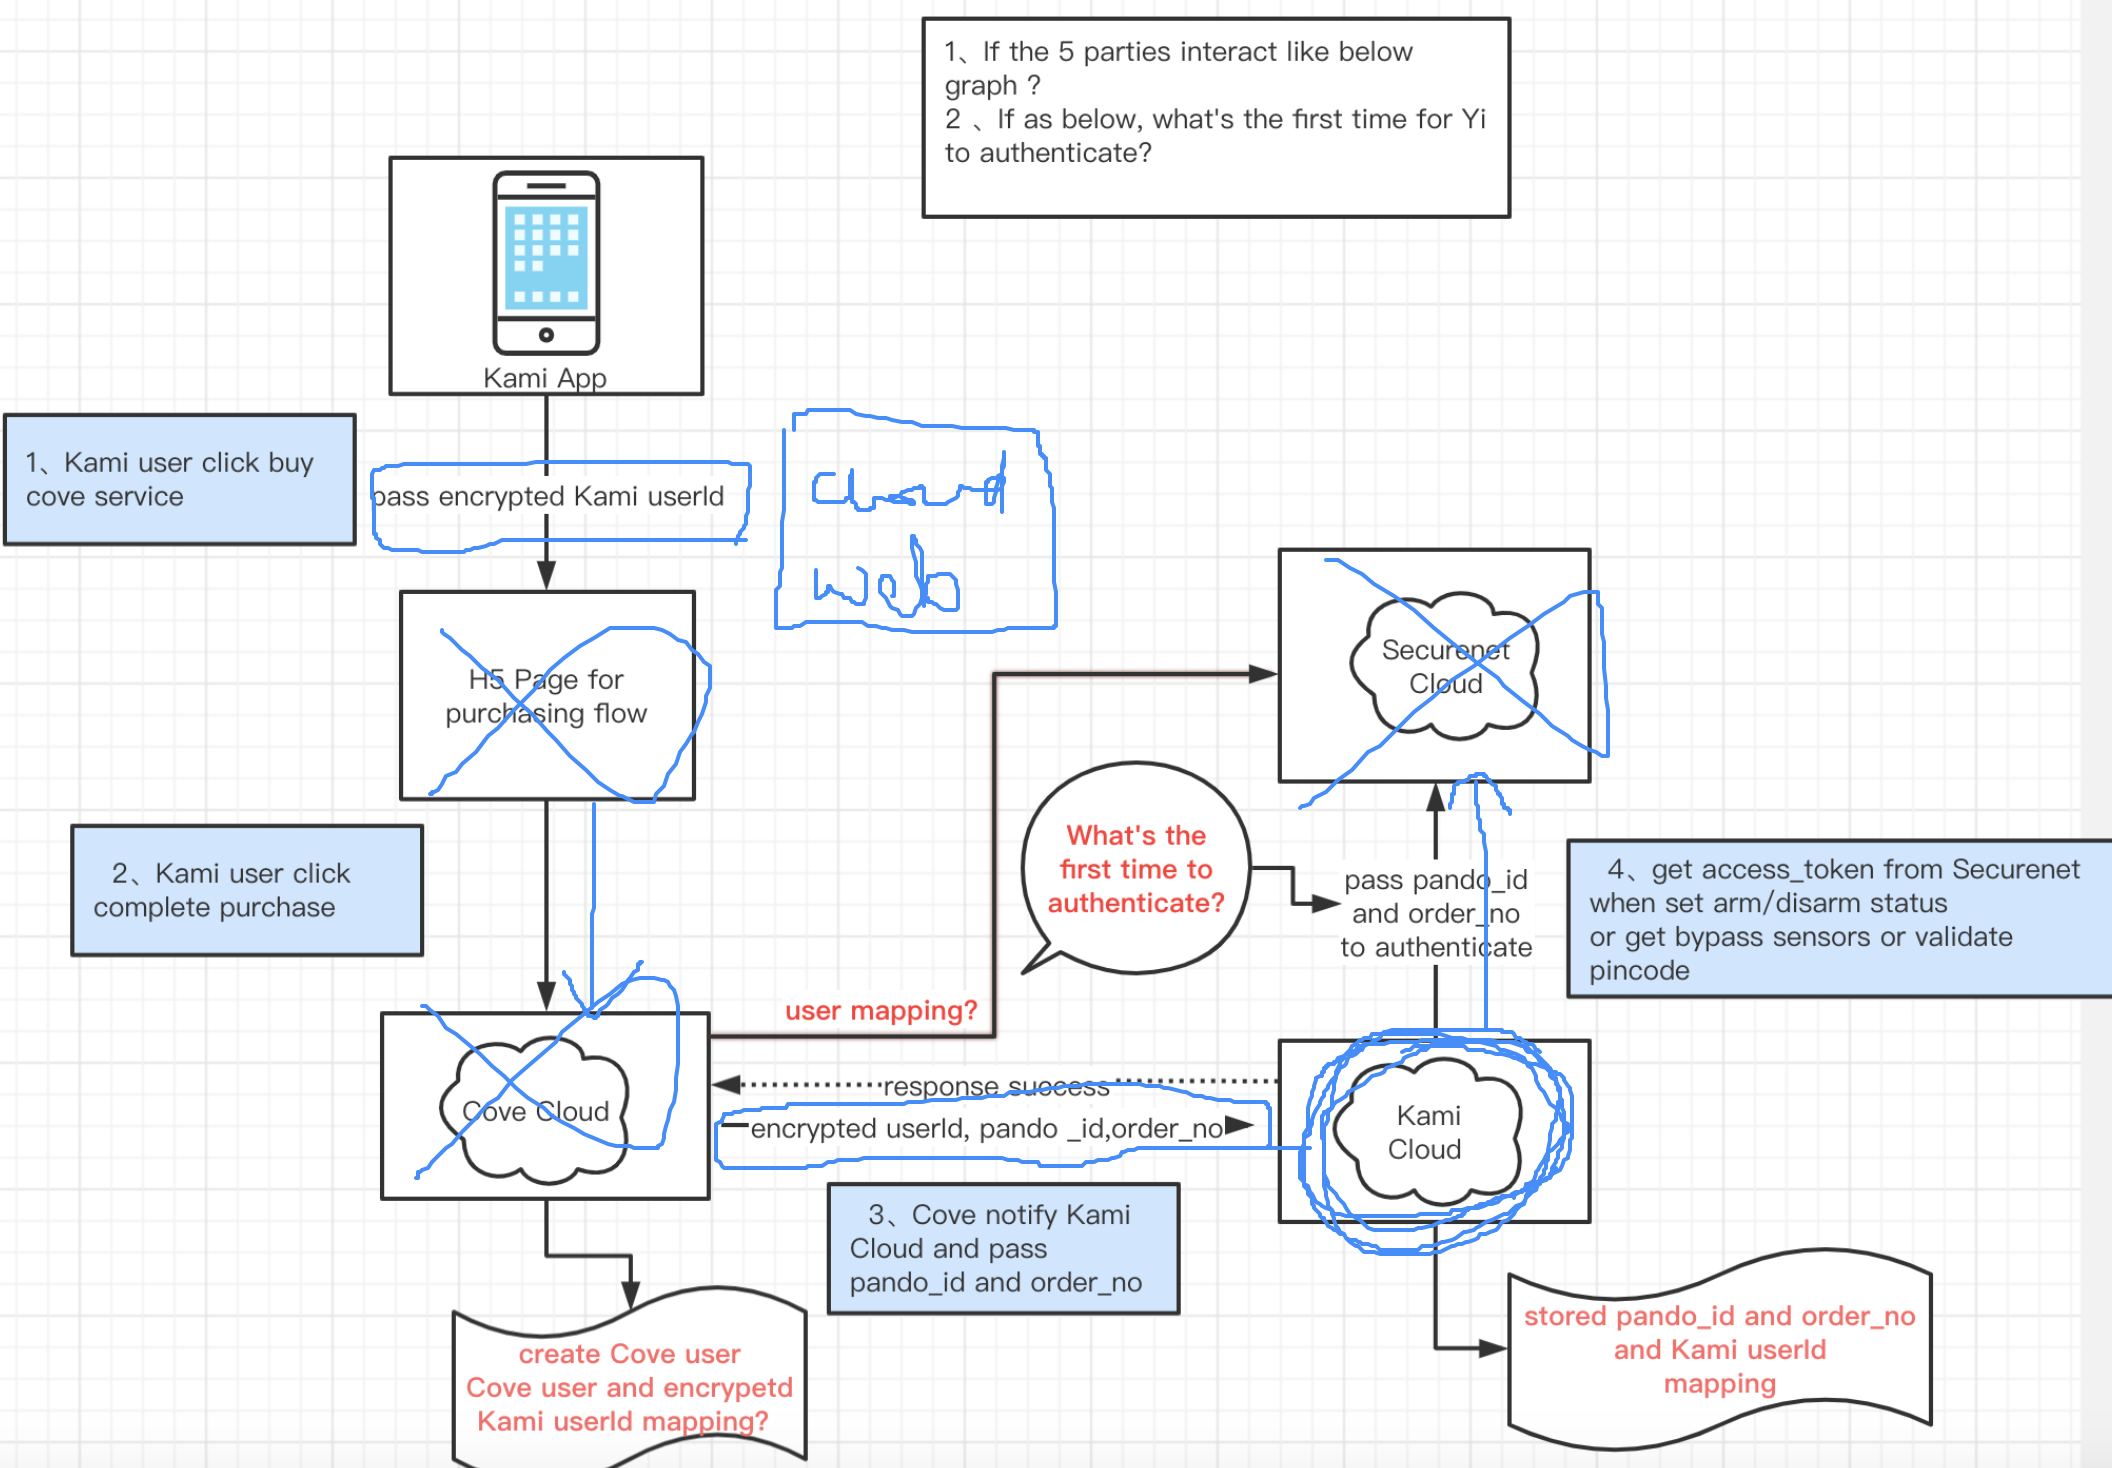 1、If the 5 parties interact like below
graph ?
2 、If as below, what's the first time for Yi
to authenticate?
Kami App
1、Kami user click buy
cove service
pass encrypted Kami userId
cloud
Web
H5 Page for
purchasing flow
Securenet
Cloud
2、Kami user click
complete purchase
What's the
first time to
authenticate?
pass pando_id
and order_no
to authenticate
4、get access_token from Securenet
when set arm/disarm status
or get bypass sensors or validate
pincode
user mapping?
response success
encrypted userId, pando _id,order_no
Cove Cloud
Kami
Cloud
3、Cove notify Kami
Cloud and pass
pando_id and order_no
create Cove user
Cove user and encrypetd
Kami userId mapping?
stored pando_id and order_no
and Kami userId
mapping